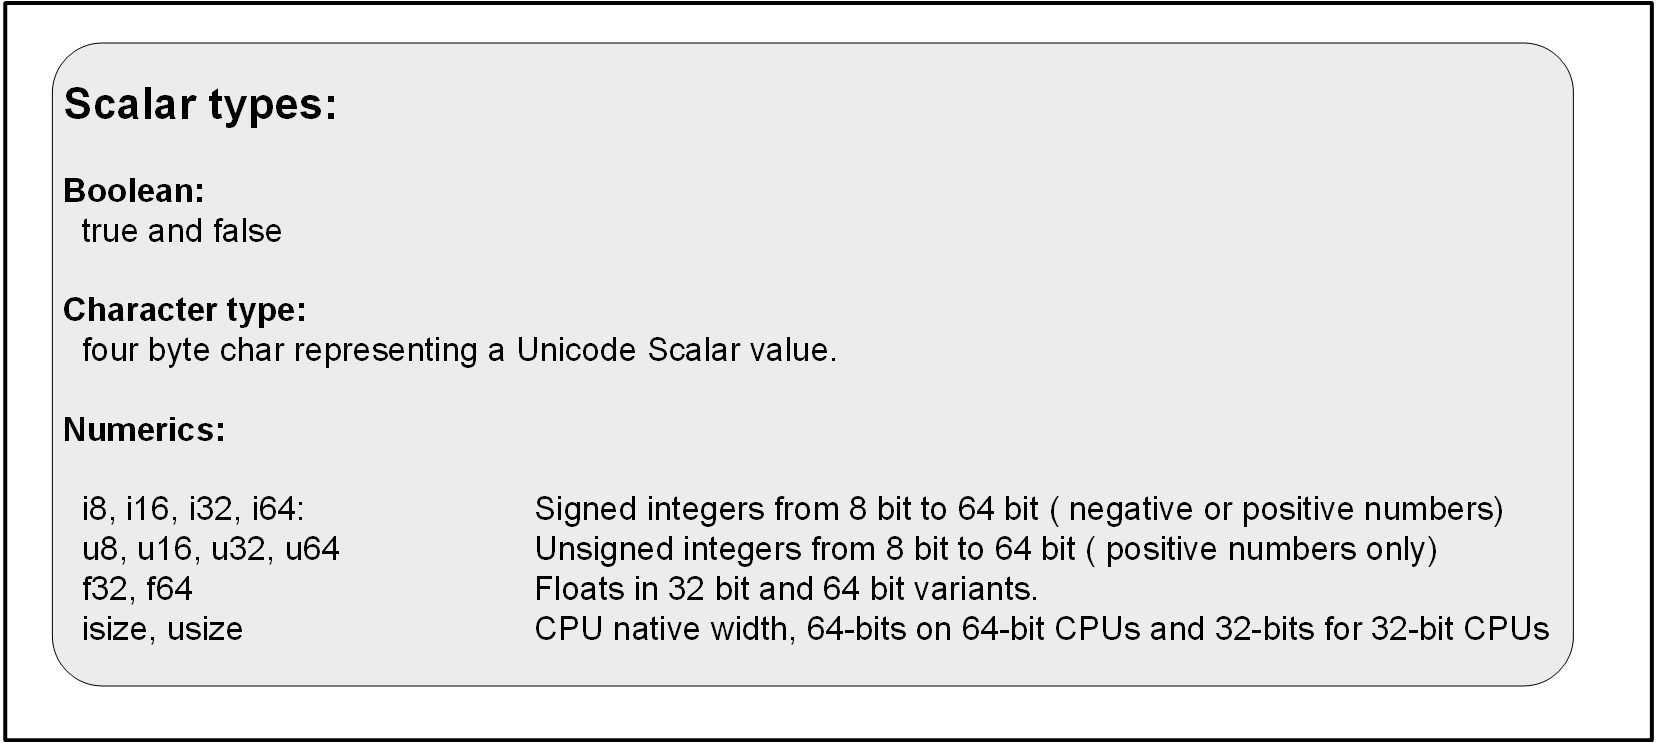 Scalar types:
Boolean:
true and false
Character type:
four byte char representing a Unicode Scalar value.
Numerics:
i8, i16, i32, i64: Signed integers from 8 bit to 64 bit ( negative or positive numbers)
u8, u16, u32, u64 Unsigned integers from 8 bit to 64 bit ( positive numbers only)
f32, f64 Floats in 32 bit and 64 bit variants.
isize, usize CPU native width, 64-bits on 64-bit CPUs and 32-bits for 32-bit CPUs